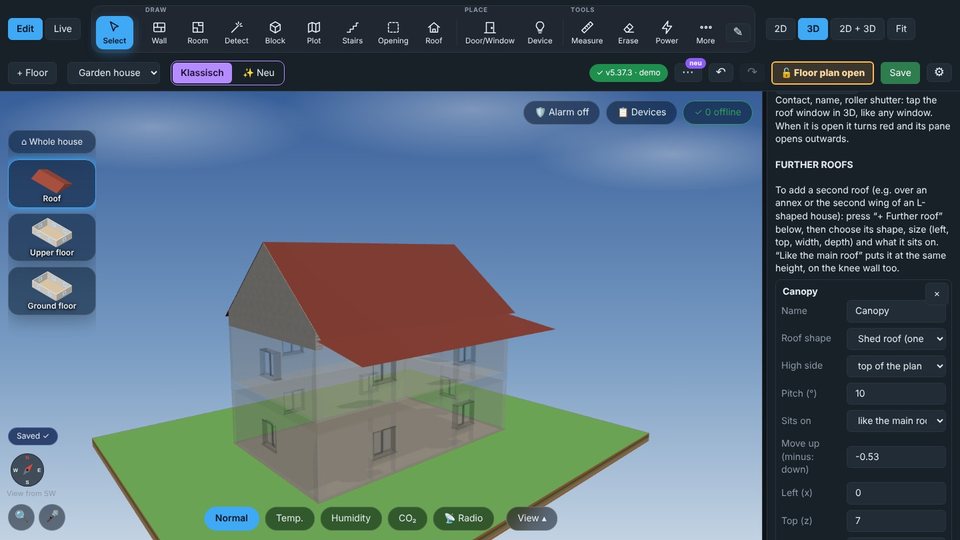 DRAW
PLACE
TOOLS
Edit
Live
Select
Wall
Room
Detect
Block
Plot
Stairs
Opening
Roof
Door/Window
Device
Measure
Erase
Power
More
2D
3D
2D + 3D
Fit
+ Floor
Garden house
Klassisch
✨ Neu
✓ v5.37.3 · demo
neu
🔓 Floor plan open
Save
🛡️ Alarm off
📋 Devices
✓ 0 offline
⌂ Whole house
Roof
Upper floor
Ground floor
Saved ✓
N
W
E
S
View from SW
Normal
Temp.
Humidity
CO₂
📡 Radio
View ▴
Contact, name, roller shutter: tap the
roof window in 3D, like any window.
When it is open it turns red and its pane
opens outwards.
FURTHER ROOFS
To add a second roof (e.g. over an
annex or the second wing of an L-
shaped house): press “+ Further roof”
below, then choose its shape, size (left,
top, width, depth) and what it sits on.
“Like the main roof” puts it at the same
height, on the knee wall too.
Canopy
×
Name
Canopy
Roof shape
Shed roof (one
High side
top of the plan
Pitch (°)
10
Sits on
like the main roo
Move up
(minus:
down)
-0.53
Left (x)
0
Top (z)
7